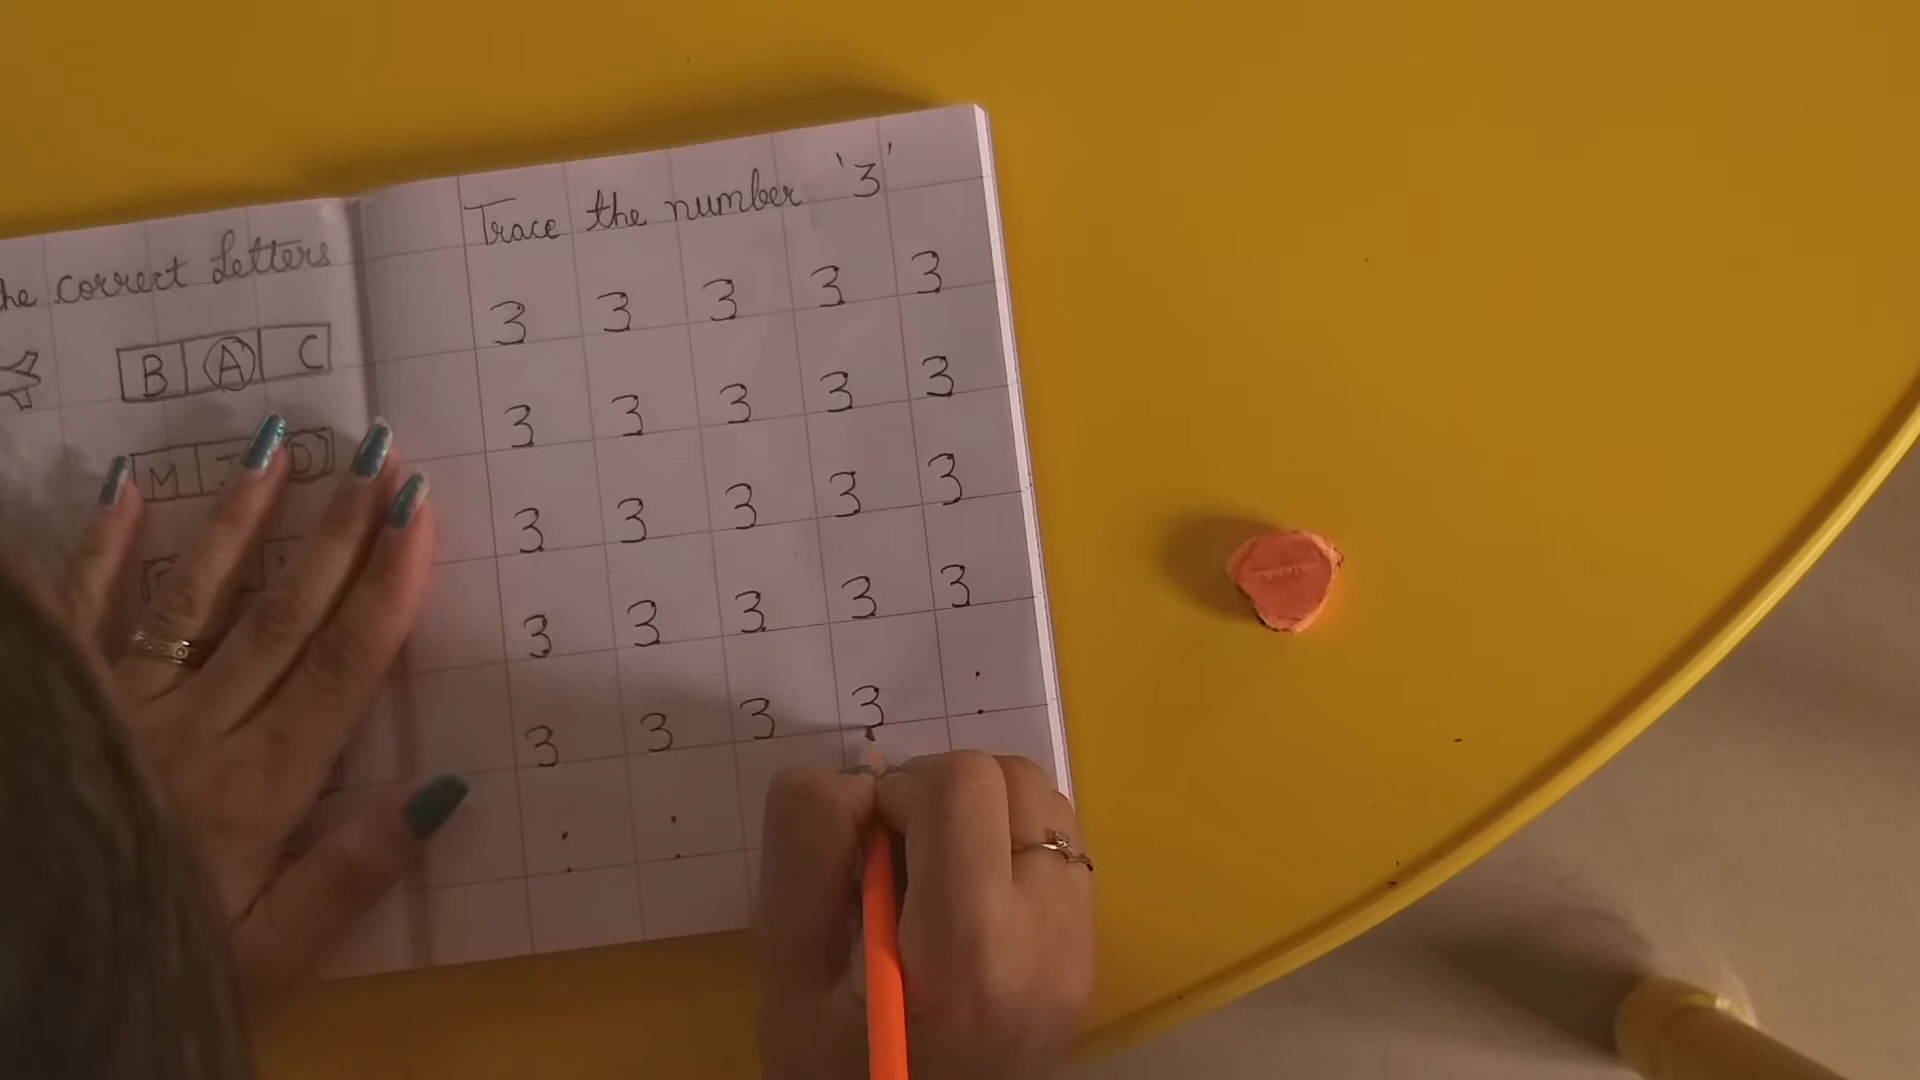 he correct Letters
B A C
M D
Trace the number '3'
3 3 3 3 3
3 3 3 3 3
3 3 3 3 3
3 3 3 3 3
3 3 3 3